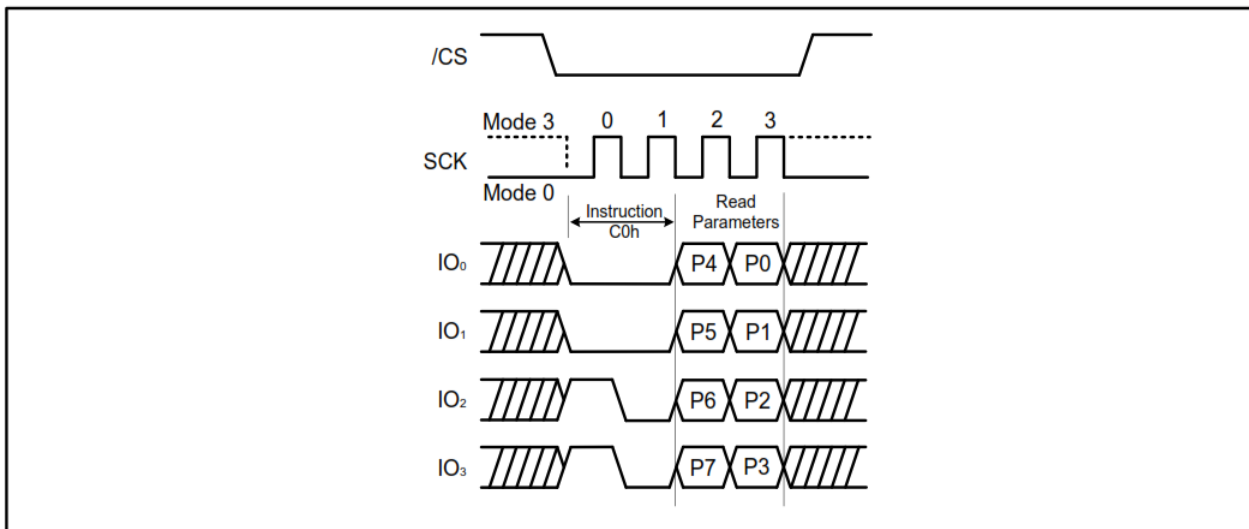 /CS
Mode 3 0 1 2 3
SCK
Mode 0
Instruction
C0h
Read
Parameters
IO₀ P4 P0
IO₁ P5 P1
IO₂ P6 P2
IO₃ P7 P3